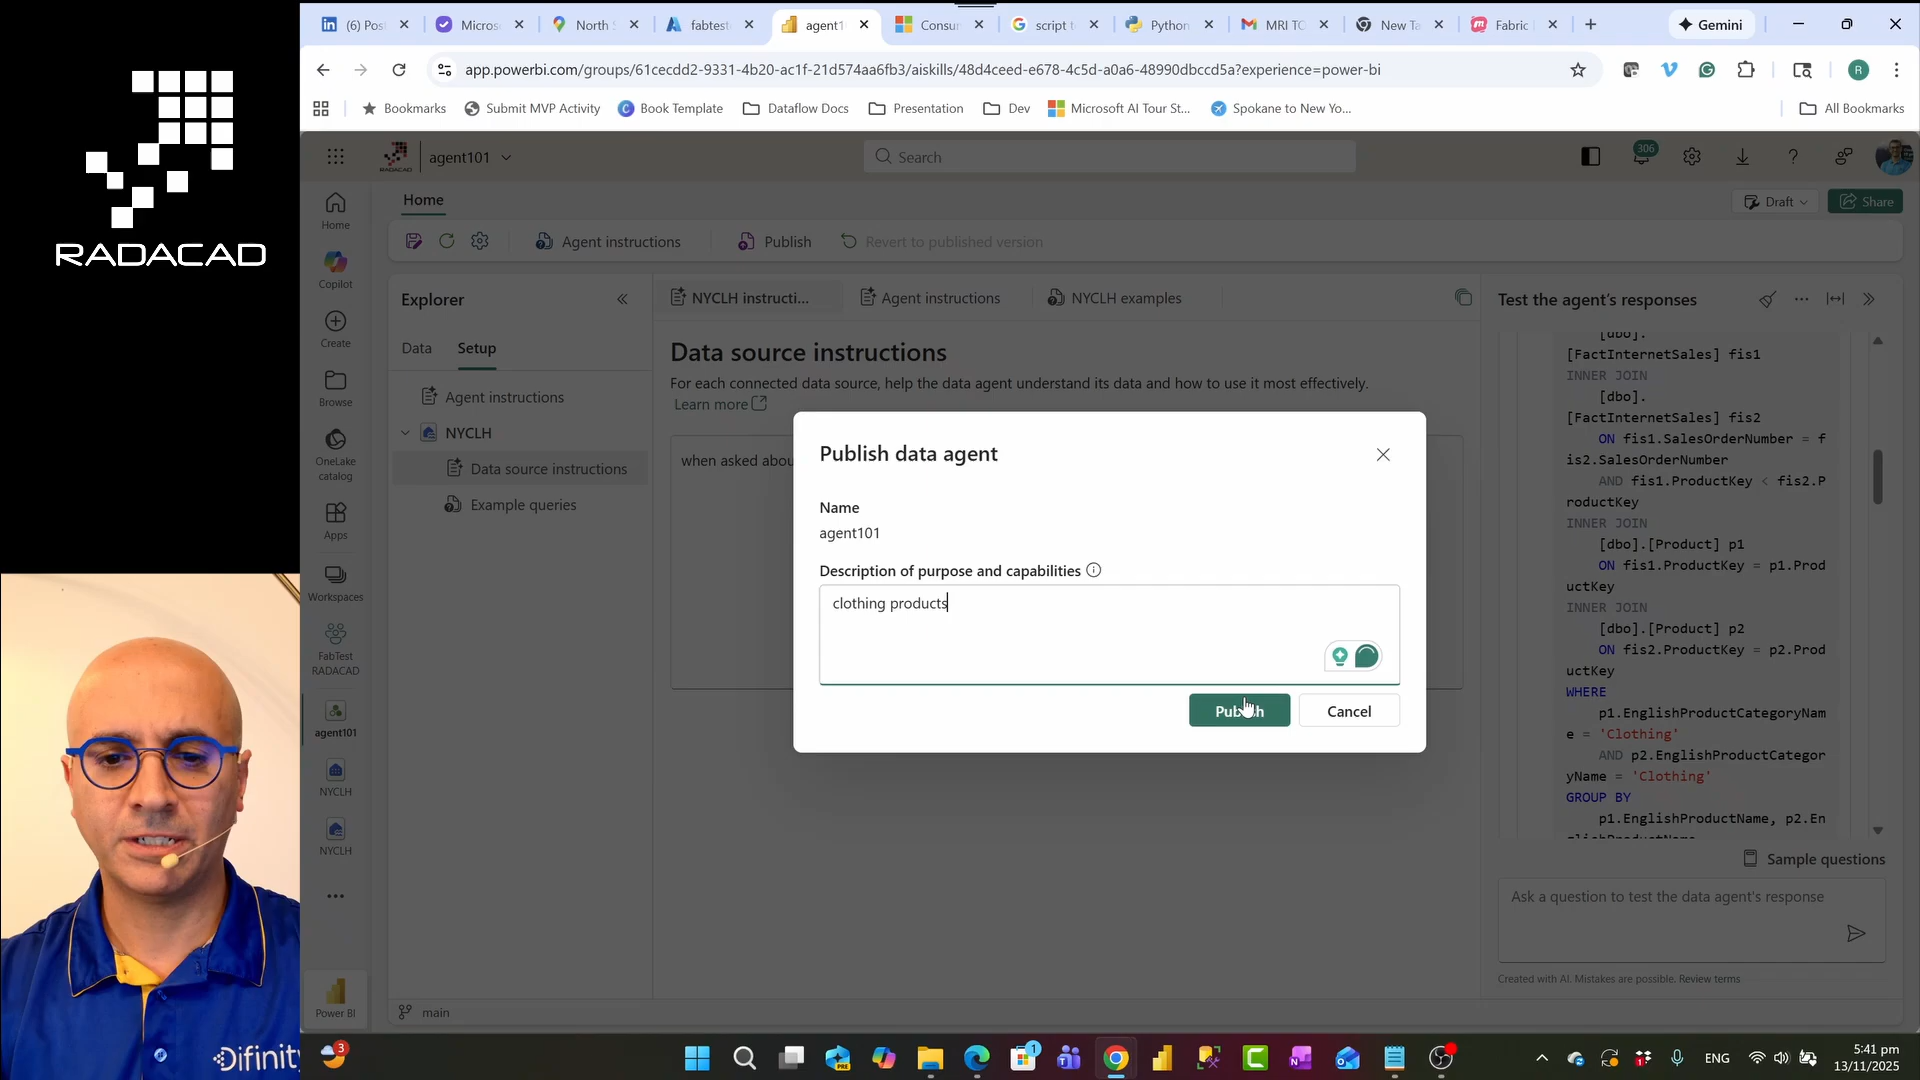 RADACAD
(6) Pos
Micros
North S
fabtest
agent1
Consu
script t
Python
MRI TC
New Ta
Fabric
Gemini
app.powerbi.com/groups/61cecdd2-9331-4b20-ac1f-21d574aa6fb3/aiskills/48d4ceed-e678-4c5d-a0a6-48990dbccd5a?experience=power-bi
R
Bookmarks
Submit MVP Activity
Book Template
Dataflow Docs
Presentation
Dev
Microsoft AI Tour St...
Spokane to New Yo...
All Bookmarks
RADACAD
agent101
Search
306
Home
Draft
Share
Agent instructions
Publish
Revert to published version
Home
Copilot
Create
Browse
OneLake
catalog
Apps
Workspaces
FabTest
RADACAD
agent101
NYCLH
NYCLH
Power BI
Explorer
Data
Setup
Agent instructions
NYCLH
Data source instructions
Example queries
main
NYCLH instructi...
Agent instructions
NYCLH examples
Data source instructions
For each connected data source, help the data agent understand its data and how to use it most effectively.
Learn more
when asked abou
Publish data agent
Name
agent101
Description of purpose and capabilities
clothing products
Publish
Cancel
Test the agent's responses
[dbo].
[FactInternetSales] fis1
INNER JOIN
[dbo].
[FactInternetSales] fis2
ON fis1.SalesOrderNumber = f
is2.SalesOrderNumber
AND fis1.ProductKey < fis2.P
roductKey
INNER JOIN
[dbo].[Product] p1
ON fis1.ProductKey = p1.Prod
uctKey
INNER JOIN
[dbo].[Product] p2
ON fis2.ProductKey = p2.Prod
uctKey
WHERE
p1.EnglishProductCategoryNam
e = 'Clothing'
AND p2.EnglishProductCategor
yName = 'Clothing'
GROUP BY
p1.EnglishProductName, p2.En
glishProductName
Sample questions
Ask a question to test the data agent's response
Created with AI. Mistakes are possible. Review terms
Difinity
3
PRE
1
1
ENG
5:41 pm
13/11/2025